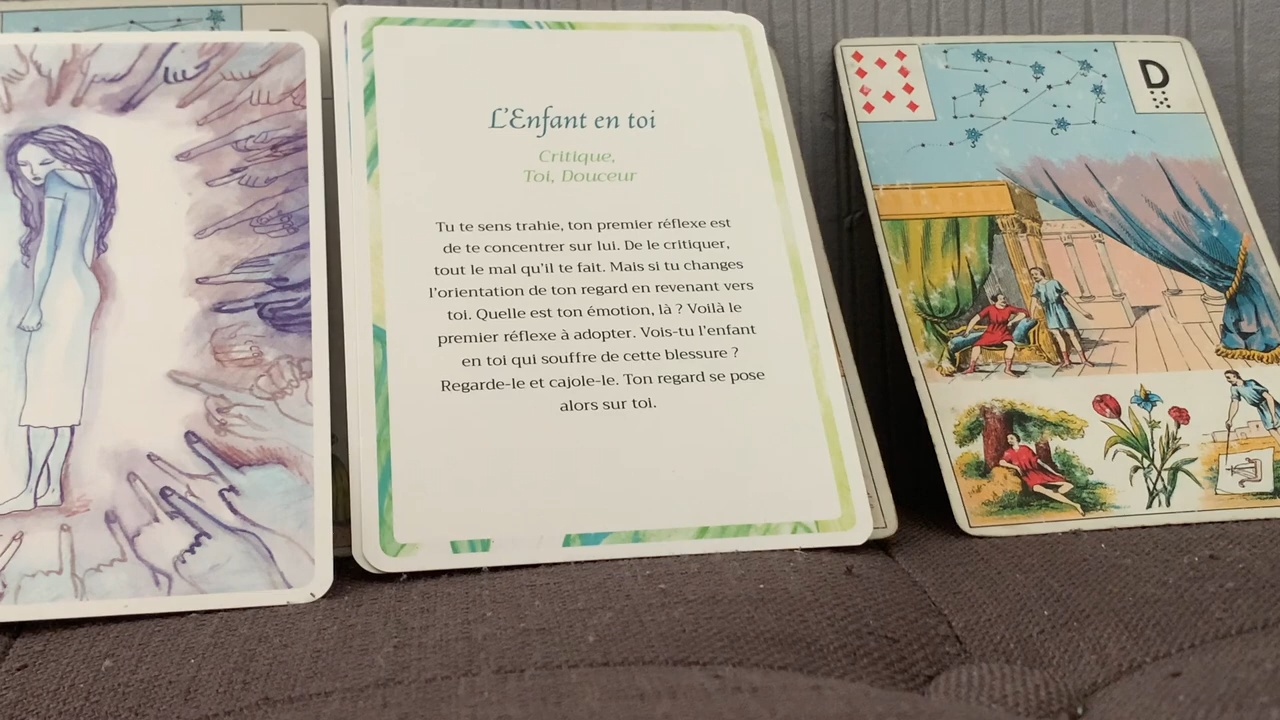 L'Enfant en toi
Critique,
Toi, Douceur
Tu te sens trahie, ton premier réflexe est
de te concentrer sur lui. De le critiquer,
tout le mal qu'il te fait. Mais si tu changes
l'orientation de ton regard en revenant vers
toi. Quelle est ton émotion, là ? Voilà le
premier réflexe à adopter. Vois-tu l'enfant
en toi qui souffre de cette blessure ?
Regarde-le et cajole-le. Ton regard se pose
alors sur toi.
D